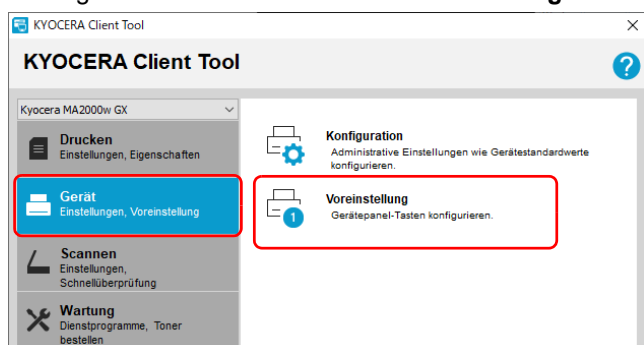 KYOCERA Client Tool
KYOCERA Client Tool
?
Kyocera MA2000w GX
Drucken
Einstellungen, Eigenschaften
Gerät
Einstellungen, Voreinstellung
Scannen
Einstellungen,
Schnellüberprüfung
Wartung
Dienstprogramme, Toner
bestellen
Konfiguration
Administrative Einstellungen wie Gerätestandardwerte
konfigurieren.
1
Voreinstellung
Gerätepanel-Tasten konfigurieren.